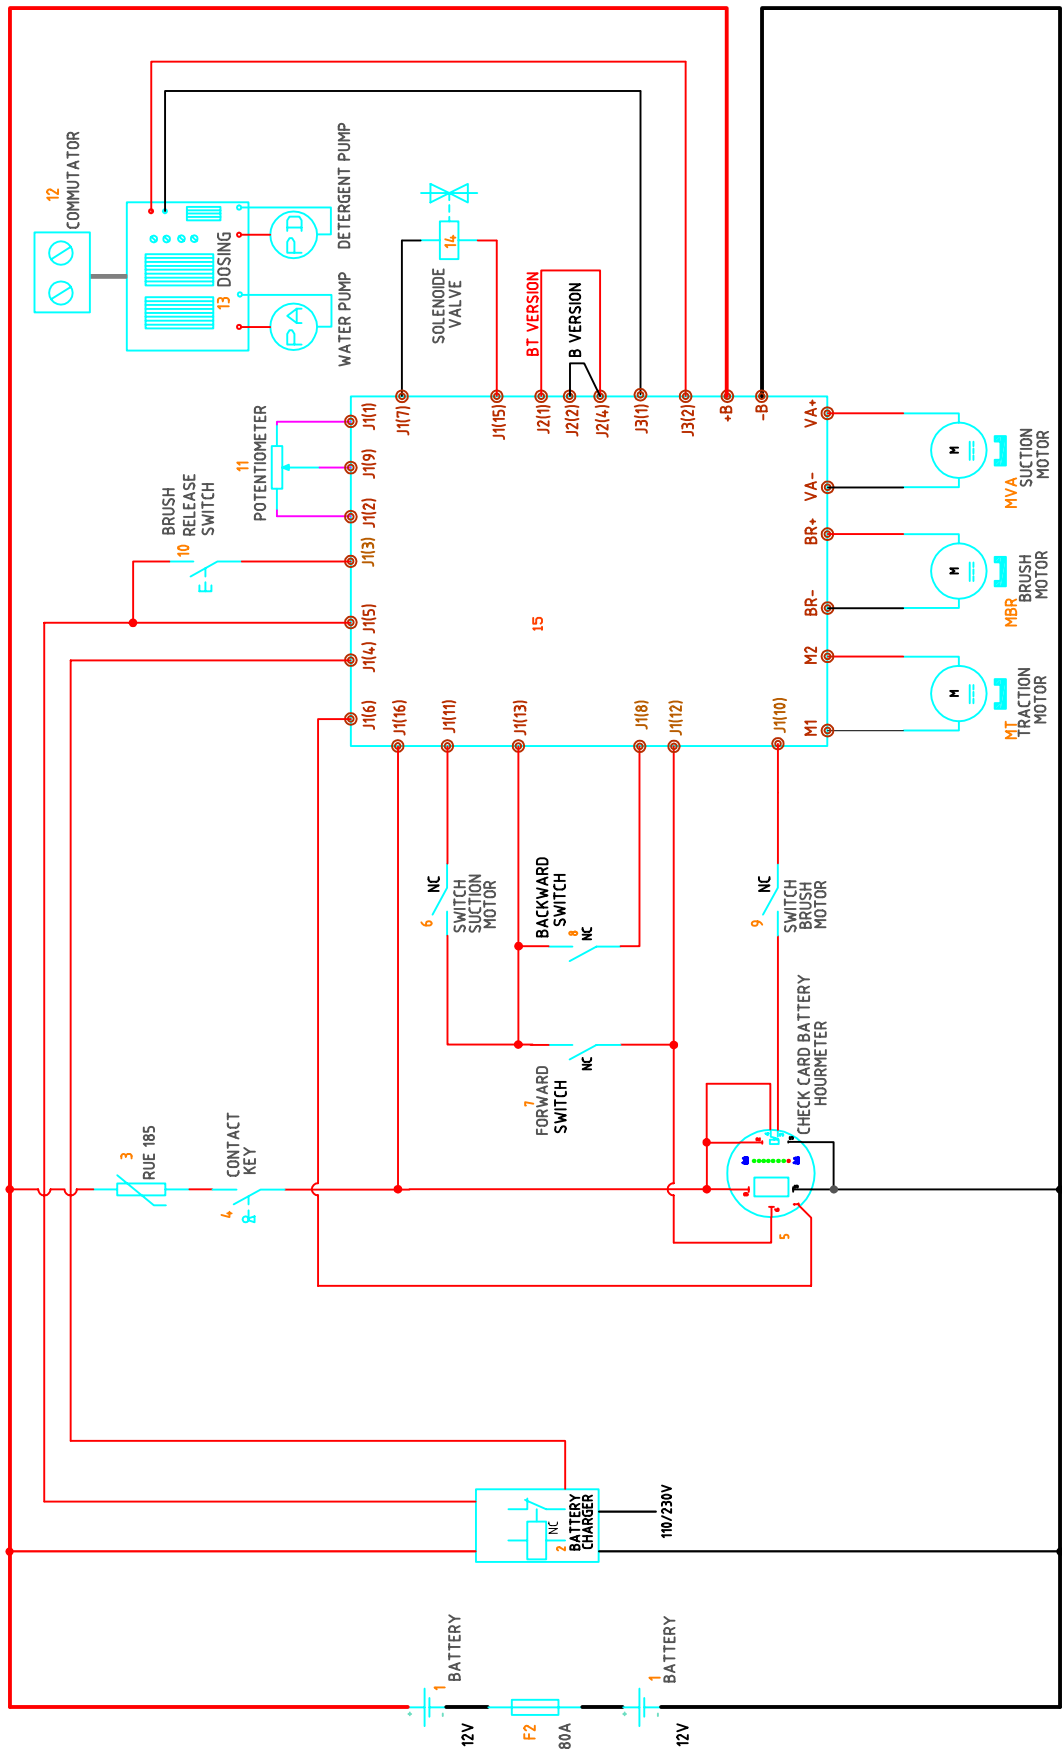 12
COMMUTATOR
13 DOSING
PD
DETERGENT PUMP
PA
WATER PUMP
14
SOLENOIDE
VALVE
BT VERSION
B VERSION
11
POTENTIOMETER
10
BRUSH
RELEASE
SWITCH
J1(1)
J1(9)
J1(2)
J1(3)
J1(5)
J1(4)
J1(6)
J1(7)
J1(15)
J2(1)
J2(2)
J2(4)
J3(1)
J3(2)
+B
-B
VA+
VA-
BR+
BR-
M2
M1
15
J1(16)
J1(11)
J1(13)
J1(8)
J1(12)
J1(10)
M
MVA
SUCTION
MOTOR
M
MBR
BRUSH
MOTOR
M
MT
TRACTION
MOTOR
NC
6
SWITCH
SUCTION
MOTOR
BACKWARD
SWITCH
8
NC
7
FORWARD
SWITCH
NC
NC
9
SWITCH
BRUSH
MOTOR
CHECK CARD BATTERY
HOURMETER
5
3
RUE 185
CONTACT
KEY
4
NC
2
BATTERY
CHARGER
110/230V
1
BATTERY
12V
F2
80A
1
BATTERY
12V